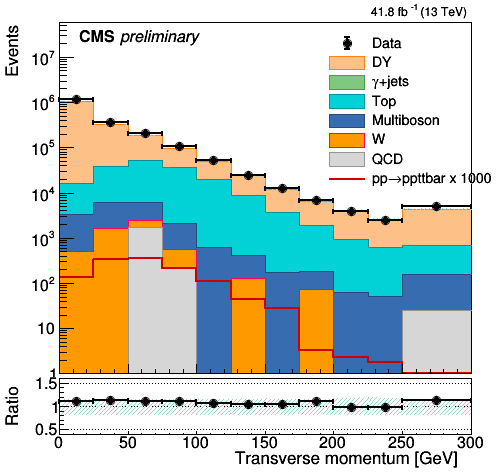 41.8 fb⁻¹ (13 TeV)
CMS preliminary
Events
Data
DY
γ+jets
Top
Multiboson
W
QCD
pp→ppttbar x 1000
10⁷
10⁶
10⁵
10⁴
10³
10²
10
1
1.5
1
0.5
Ratio
0 50 100 150 200 250 300
Transverse momentum [GeV]